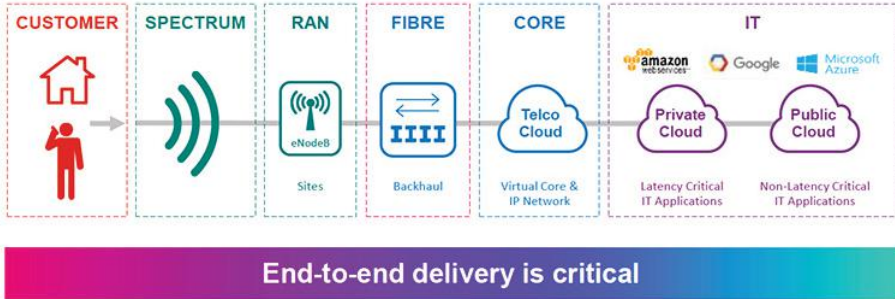 CUSTOMER
SPECTRUM
RAN
FIBRE
CORE
IT
amazon
webservices
Google
Microsoft
Azure
eNodeB
Telco
Cloud
Private
Cloud
Public
Cloud
Sites
Backhaul
Virtual Core &
IP Network
Latency Critical
IT Applications
Non-Latency Critical
IT Applications
End-to-end delivery is critical